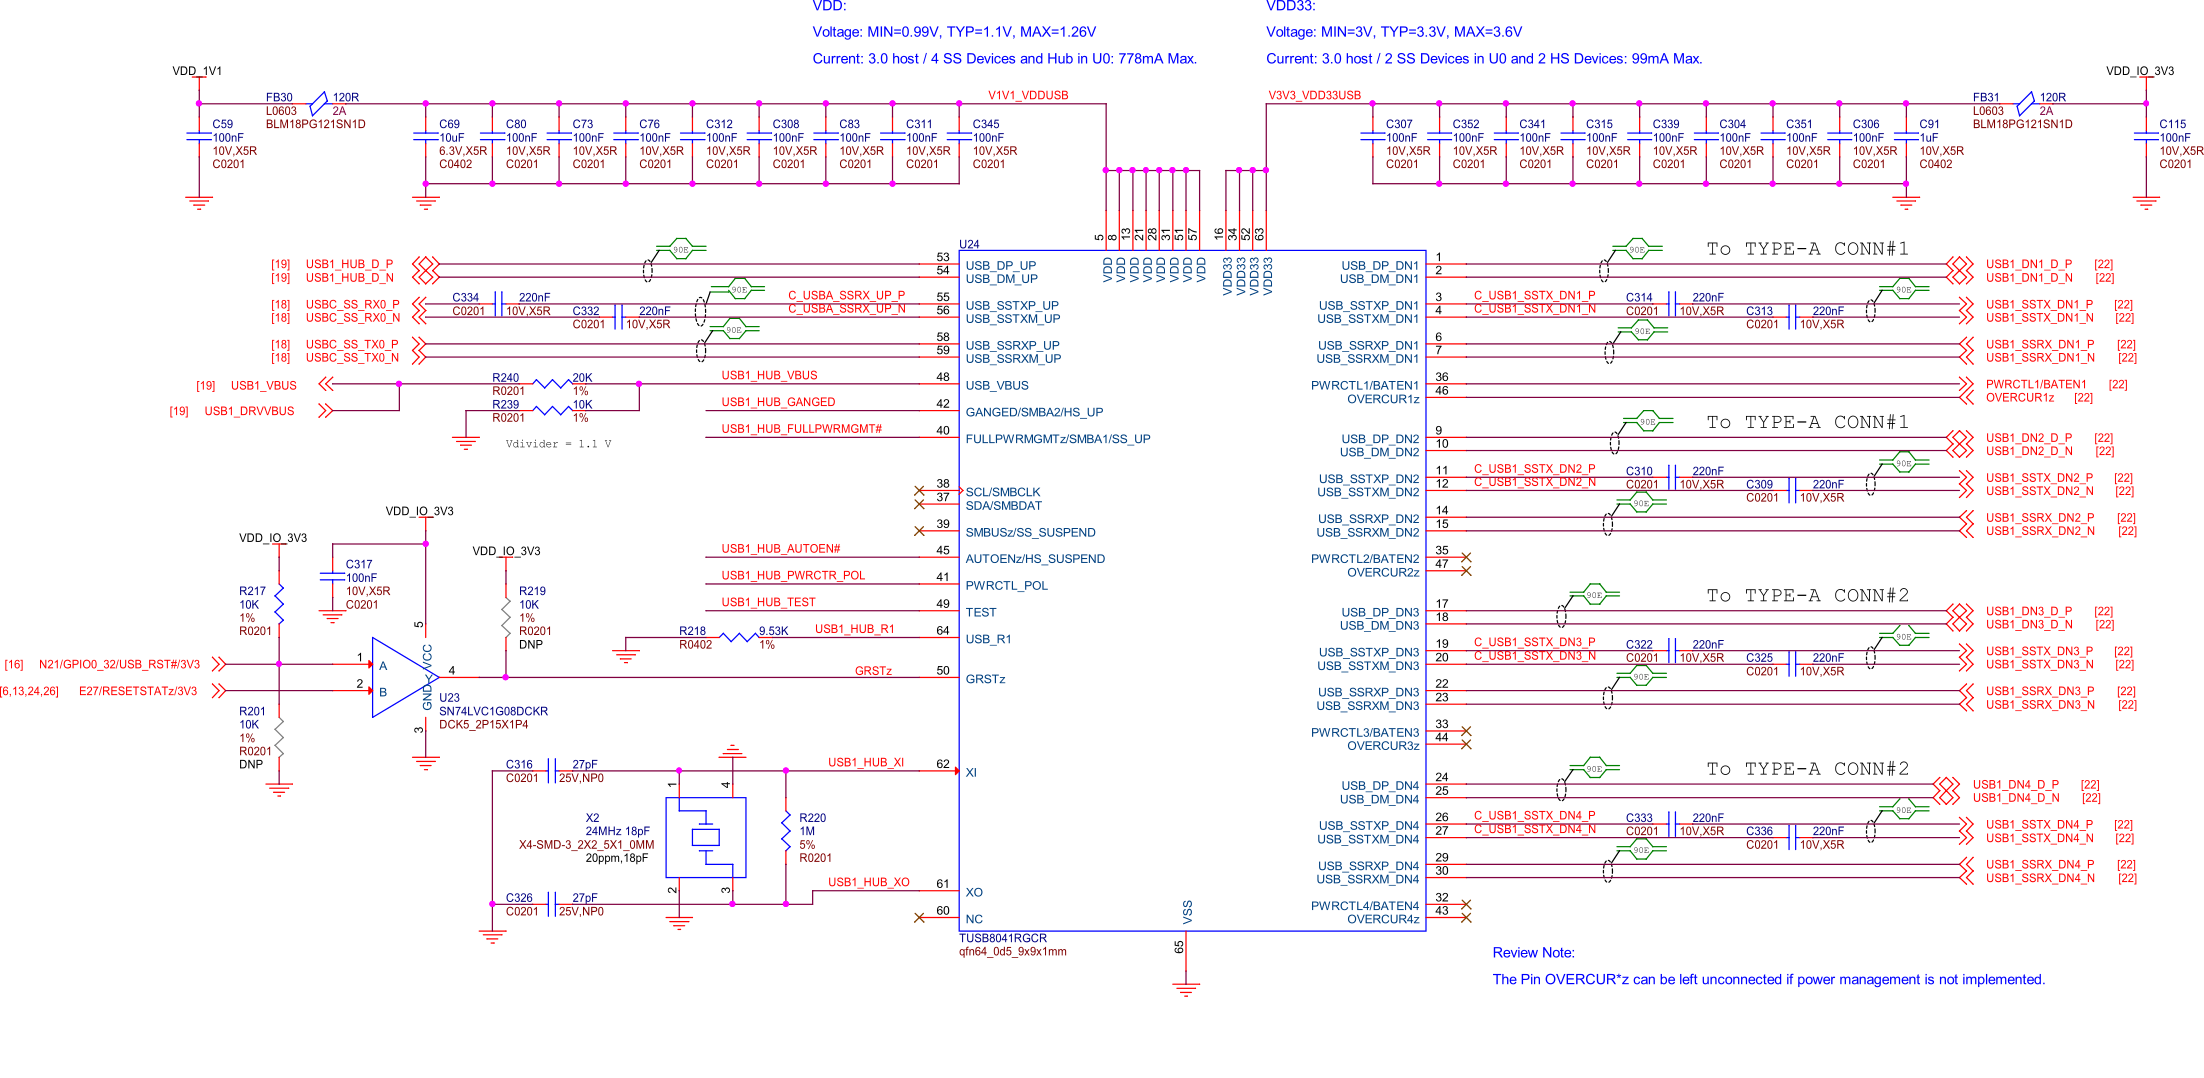 VDD:
Voltage: MIN=0.99V, TYP=1.1V, MAX=1.26V
Current: 3.0 host / 4 SS Devices and Hub in U0: 778mA Max.
VDD33:
Voltage: MIN=3V, TYP=3.3V, MAX=3.6V
Current: 3.0 host / 2 SS Devices in U0 and 2 HS Devices: 99mA Max.
VDD_1V1
FB30 120R
L0603 2A
BLM18PG121SN1D
C59
100nF
10V,X5R
C0201
C69
10uF
6.3V,X5R
C0402
C80
100nF
10V,X5R
C0201
C73
100nF
10V,X5R
C0201
C76
100nF
10V,X5R
C0201
C312
100nF
10V,X5R
C0201
C308
100nF
10V,X5R
C0201
C83
100nF
10V,X5R
C0201
C311
100nF
10V,X5R
C0201
C345
100nF
10V,X5R
C0201
V1V1_VDDUSB
V3V3_VDD33USB
C307
100nF
10V,X5R
C0201
C352
100nF
10V,X5R
C0201
C341
100nF
10V,X5R
C0201
C315
100nF
10V,X5R
C0201
C339
100nF
10V,X5R
C0201
C304
100nF
10V,X5R
C0201
C351
100nF
10V,X5R
C0201
C306
100nF
10V,X5R
C0201
C91
1uF
10V,X5R
C0402
FB31 120R
L0603 2A
BLM18PG121SN1D
VDD_IO_3V3
C115
100nF
10V,X5R
C0201
5 8 13 21 28 31 51 57 16 34 52 63
VDD VDD VDD VDD VDD VDD VDD VDD VDD33 VDD33 VDD33 VDD33
U24
[19] USB1_HUB_D_P 53 USB_DP_UP
[19] USB1_HUB_D_N 54 USB_DM_UP
90E
[18] USBC_SS_RX0_P C334 220nF C_USBA_SSRX_UP_P 55 USB_SSTXP_UP
C0201 10V,X5R
[18] USBC_SS_RX0_N C332 220nF C_USBA_SSRX_UP_N 56 USB_SSTXM_UP
C0201 10V,X5R
90E
[18] USBC_SS_TX0_P 58 USB_SSRXP_UP
[18] USBC_SS_TX0_N 59 USB_SSRXM_UP
90E
[19] USB1_VBUS R240 20K USB1_HUB_VBUS 48 USB_VBUS
R0201 1%
[19] USB1_DRVVBUS R239 10K
R0201 1%
Vdivider = 1.1 V
USB1_HUB_GANGED 42 GANGED/SMBA2/HS_UP
USB1_HUB_FULLPWRMGMT# 40 FULLPWRMGMTz/SMBA1/SS_UP
38 SCL/SMBCLK
37 SDA/SMBDAT
39 SMBUSz/SS_SUSPEND
USB1_HUB_AUTOEN# 45 AUTOENz/HS_SUSPEND
USB1_HUB_PWRCTR_POL 41 PWRCTL_POL
USB1_HUB_TEST 49 TEST
R218 9.53K USB1_HUB_R1 64 USB_R1
R0402 1%
GRSTz 50 GRSTz
VDD_IO_3V3
VDD_IO_3V3
VDD_IO_3V3
R217
10K
1%
R0201
C317
100nF
10V,X5R
C0201
R219
10K
1%
R0201
DNP
[16] N21/GPIO0_32/USB_RST#/3V3 1 A
[6,13,24,26] E27/RESETSTATz/3V3 2 B
5 VCC
Y 4
GND 3
U23
SN74LVC1G08DCKR
DCK5_2P15X1P4
R201
10K
1%
R0201
DNP
C316 27pF
C0201 25V,NP0
USB1_HUB_XI 62 XI
1 4
X2
24MHz 18pF
X4-SMD-3_2X2_5X1_0MM
20ppm,18pF
2 3
R220
1M
5%
R0201
C326 27pF
C0201 25V,NP0
USB1_HUB_XO 61 XO
60 NC
VSS
65
TUSB8041RGCR
qfn64_0d5_9x9x1mm
To TYPE-A CONN#1
90E
USB_DP_DN1 1 USB1_DN1_D_P [22]
USB_DM_DN1 2 USB1_DN1_D_N [22]
90E
USB_SSTXP_DN1 3 C_USB1_SSTX_DN1_P C314 220nF USB1_SSTX_DN1_P [22]
C0201 10V,X5R
USB_SSTXM_DN1 4 C_USB1_SSTX_DN1_N C313 220nF USB1_SSTX_DN1_N [22]
C0201 10V,X5R
90E
USB_SSRXP_DN1 6 USB1_SSRX_DN1_P [22]
USB_SSRXM_DN1 7 USB1_SSRX_DN1_N [22]
PWRCTL1/BATEN1 36 PWRCTL1/BATEN1 [22]
OVERCUR1z 46 OVERCUR1z [22]
To TYPE-A CONN#1
90E
USB_DP_DN2 9 USB1_DN2_D_P [22]
USB_DM_DN2 10 USB1_DN2_D_N [22]
90E
USB_SSTXP_DN2 11 C_USB1_SSTX_DN2_P C310 220nF USB1_SSTX_DN2_P [22]
C0201 10V,X5R
USB_SSTXM_DN2 12 C_USB1_SSTX_DN2_N C309 220nF USB1_SSTX_DN2_N [22]
C0201 10V,X5R
90E
USB_SSRXP_DN2 14 USB1_SSRX_DN2_P [22]
USB_SSRXM_DN2 15 USB1_SSRX_DN2_N [22]
PWRCTL2/BATEN2 35
OVERCUR2z 47
To TYPE-A CONN#2
90E
USB_DP_DN3 17 USB1_DN3_D_P [22]
USB_DM_DN3 18 USB1_DN3_D_N [22]
90E
USB_SSTXP_DN3 19 C_USB1_SSTX_DN3_P C322 220nF USB1_SSTX_DN3_P [22]
C0201 10V,X5R
USB_SSTXM_DN3 20 C_USB1_SSTX_DN3_N C325 220nF USB1_SSTX_DN3_N [22]
C0201 10V,X5R
90E
USB_SSRXP_DN3 22 USB1_SSRX_DN3_P [22]
USB_SSRXM_DN3 23 USB1_SSRX_DN3_N [22]
PWRCTL3/BATEN3 33
OVERCUR3z 44
To TYPE-A CONN#2
90E
USB_DP_DN4 24 USB1_DN4_D_P [22]
USB_DM_DN4 25 USB1_DN4_D_N [22]
90E
USB_SSTXP_DN4 26 C_USB1_SSTX_DN4_P C333 220nF USB1_SSTX_DN4_P [22]
C0201 10V,X5R
USB_SSTXM_DN4 27 C_USB1_SSTX_DN4_N C336 220nF USB1_SSTX_DN4_N [22]
C0201 10V,X5R
90E
USB_SSRXP_DN4 29 USB1_SSRX_DN4_P [22]
USB_SSRXM_DN4 30 USB1_SSRX_DN4_N [22]
PWRCTL4/BATEN4 32
OVERCUR4z 43
Review Note:
The Pin OVERCUR*z can be left unconnected if power management is not implemented.